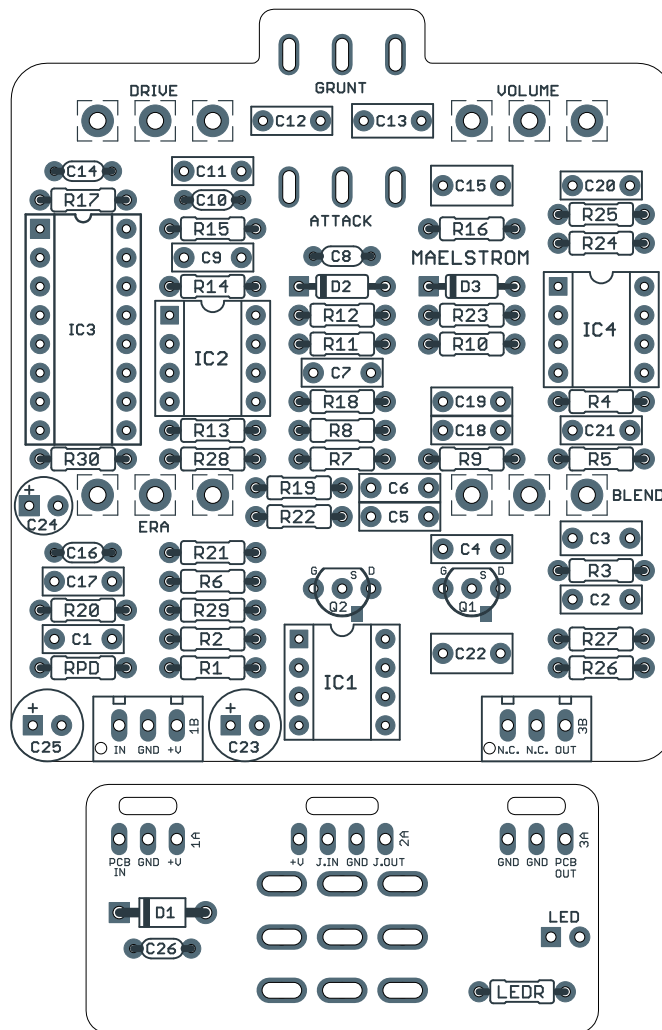 GRUNT
DRIVE
VOLUME
C12
C13
C14
C11
C15
C20
R17
C10
R25
ATTACK
R15
R16
R24
IC3
C9
C8
MAELSTROM
R14
D2
D3
R12
R23
IC2
IC4
R11
R10
C7
R18
C19
R4
R13
R8
C18
C21
R30
R28
R7
R9
R5
R19
C6
BLEND
+
C24
ERA
R22
C5
C16
R21
C4
C3
C17
R6
G S D
Q2
G S D
Q1
R3
R20
R29
C2
C1
R2
R27
RPD
R1
IC1
C22
R26
+
C25
1B
IN GND +V
+
C23
3B
N.C. N.C. OUT
1A
PCB IN
GND
+V
2A
+V J.IN GND J.OUT
3A
GND GND
PCB OUT
D1
LED
C26
LEDR